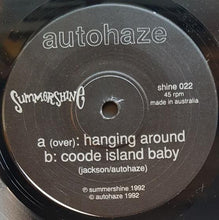 autohaze
summershine
shine 022
45 rpm
made in australia
a (over): hanging around
b: coode island baby
(jackson/autohaze)
℗ summershine 1992
© autohaze 1992